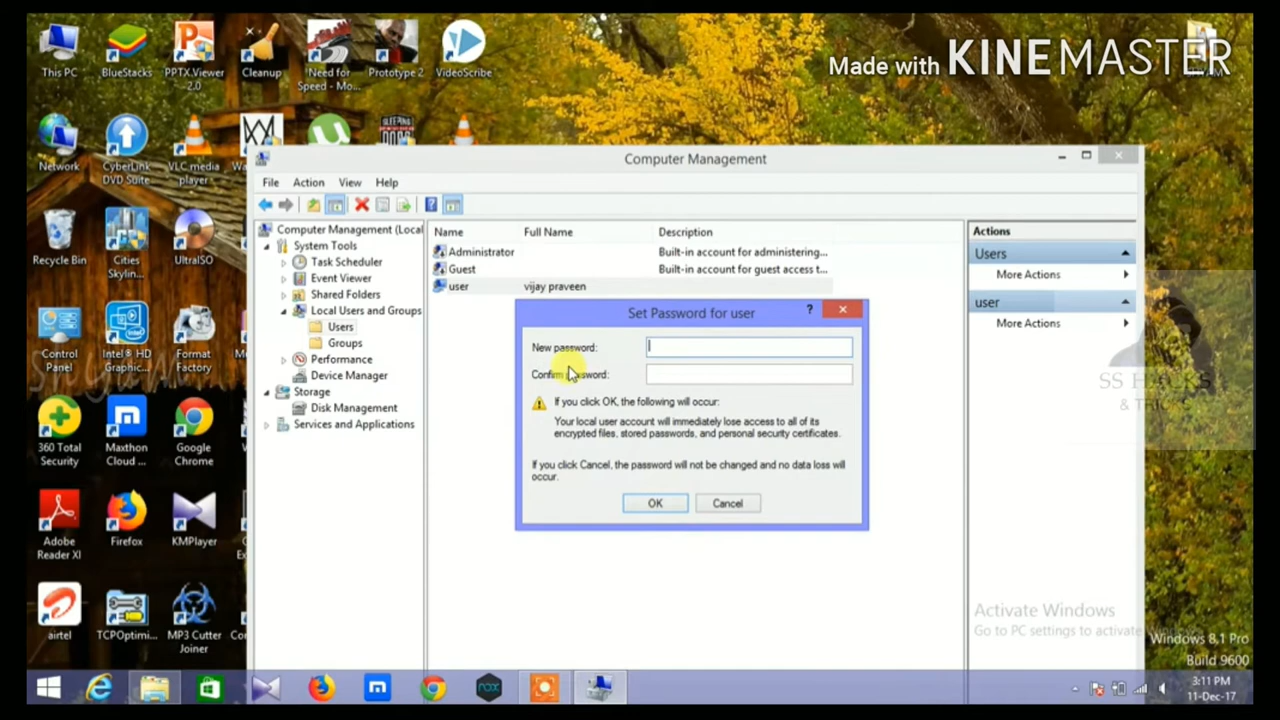 Made with KINEMASTER
This PC
BlueStacks
PPTX.Viewer
2.0
Cleanup
Need for
Speed - Mo...
Prototype 2
VideoScribe
Network
CyberLink
DVD Suite
VLC media
player
Recycle Bin
Cities
Skylin...
UltraISO
Control
Panel
Intel® HD
Graphic...
Format
Factory
360 Total
Security
Maxthon
Cloud ...
Google
Chrome
Adobe
Reader XI
Firefox
KMPlayer
airtel
TCPOptimi...
MP3 Cutter
Joiner
Computer Management
File Action View Help
Computer Management (Local
System Tools
Task Scheduler
Event Viewer
Shared Folders
Local Users and Groups
Users
Groups
Performance
Device Manager
Storage
Disk Management
Services and Applications
Name Full Name Description
Administrator Built-in account for administering...
Guest Built-in account for guest access t...
user vijay praveen
Actions
Users
More Actions
user
More Actions
Set Password for user
New password:
Confirm password:
If you click OK, the following will occur:
Your local user account will immediately lose access to all of its
encrypted files, stored passwords, and personal security certificates.
If you click Cancel, the password will not be changed and no data loss will
occur.
OK Cancel
SS HACKS
& TRICKS
Activate Windows
Go to PC settings to activate
Windows 8.1 Pro
Build 9600
nox
3:11 PM
11-Dec-17